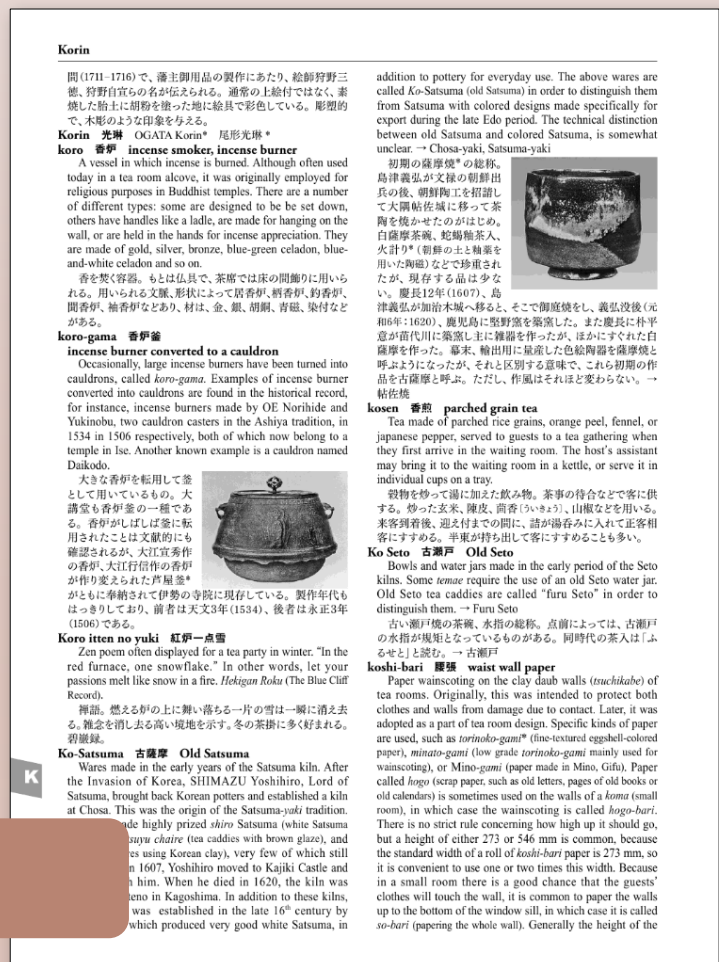 Korin
間(1711–1716)で、藩主御用品の製作にあたり、絵師狩野三
徳、狩野自宣らの名が伝えられる。通常の上絵付ではなく、素
焼した胎土に胡粉を塗った地に絵具で彩色している。彫塑的
で、木彫のような印象を与える。
Korin 光琳 OGATA Korin* 尾形光琳 *
koro 香炉 incense smoker, incense burner
A vessel in which incense is burned. Although often used
today in a tea room alcove, it was originally employed for
religious purposes in Buddhist temples. There are a number
of different types: some are designed to be be set down,
others have handles like a ladle, are made for hanging on the
wall, or are held in the hands for incense appreciation. They
are made of gold, silver, bronze, blue-green celadon, blue-
and-white celadon and so on.
香を焚く容器。もとは仏具で、茶席では床の間飾りに用いら
れる。用いられる文脈、形状によって居香炉、柄香炉、釣香炉、
聞香炉、袖香炉などあり、材は、金、銀、胡銅、青磁、染付など
がある。
koro-gama 香炉釜
incense burner converted to a cauldron
Occasionally, large incense burners have been turned into
cauldrons, called koro-gama. Examples of incense burner
converted into cauldrons are found in the historical record,
for instance, incense burners made by OE Norihide and
Yukinobu, two cauldron casters in the Ashiya tradition, in
1534 in 1506 respectively, both of which now belong to a
temple in Ise. Another known example is a cauldron named
Daikodo.
大きな香炉を転用して釜
として用いているもの。大
講堂も香炉釜の一種であ
る。香炉がしばしば釜に転
用されたことは文献的にも
確認されるが、大江宣秀作
の香炉、大江行信作の香炉
が作り変えられた芦屋釜*
がともに奉納されて伊勢の寺院に現存している。製作年代も
はっきりしており、前者は天文3年(1534)、後者は永正3年
(1506)である。
Koro itten no yuki 紅炉一点雪
Zen poem often displayed for a tea party in winter. “In the
red furnace, one snowflake.” In other words, let your
passions melt like snow in a fire. Hekigan Roku (The Blue Cliff
Record).
禅語。燃える炉の上に舞い落ちる一片の雪は一瞬に消え去
る。雑念を消し去る高い境地を示す。冬の茶掛に多く好まれる。
碧巌録。
Ko-Satsuma 古薩摩 Old Satsuma
Wares made in the early years of the Satsuma kiln. After
the Invasion of Korea, SHIMAZU Yoshihiro, Lord of
Satsuma, brought back Korean potters and established a kiln
at Chosa. This was the origin of the Satsuma-yaki tradition.
K
highly prized shiro Satsuma (white Satsuma
chaire (tea caddies with brown glaze), and
using Korean clay), very few of which still
1607, Yoshihiro moved to Kajiki Castle and
him. When he died in 1620, the kiln was
in Kagoshima. In addition to these kilns,
was established in the late 16th century by
which produced very good white Satsuma, in
addition to pottery for everyday use. The above wares are
called Ko-Satsuma (old Satsuma) in order to distinguish them
from Satsuma with colored designs made specifically for
export during the late Edo period. The technical distinction
between old Satsuma and colored Satsuma, is somewhat
unclear. → Chosa-yaki, Satsuma-yaki
初期の薩摩焼*の総称。
島津義弘が文禄の朝鮮出
兵の後、朝鮮陶工を招請し
て大隅帖佐城に移って茶
陶を焼かせたのがはじめ。
白薩摩茶碗、蛇蝎釉茶入、
火計り*(朝鮮の土と釉薬を
用いた陶磁)などで珍重され
たが、現存する品は少な
い。慶長12年(1607)、島
津義弘が加治木城へ移ると、そこで御庭焼をし、義弘没後(元
和6年:1620)、鹿児島に竪野窯を築窯した。また慶長に朴平
意が苗代川に築窯し主に雑器を作ったが、ほかにすぐれた白
薩摩を作った。幕末、輸出用に量産した色絵陶器を薩摩焼と
呼ぶようになったが、それと区別する意味で、これら初期の作
品を古薩摩と呼ぶ。ただし、作風はそれほど変わらない。→
帖佐焼
kosen 香煎 parched grain tea
Tea made of parched rice grains, orange peel, fennel, or
japanese pepper, served to guests to a tea gathering when
they first arrive in the waiting room. The host’s assistant
may bring it to the waiting room in a kettle, or serve it in
individual cups on a tray.
穀物を炒って湯に加えた飲み物。茶事の待合などで客に供
する。炒った玄米、陳皮、茴香〔ういきょう〕、山椒などを用いる。
来客到着後、迎え付までの間に、詰が湯呑みに入れて正客相
客にすすめる。半東が持ち出して客にすすめることも多い。
Ko Seto 古瀬戸 Old Seto
Bowls and water jars made in the early period of the Seto
kilns. Some temae require the use of an old Seto water jar.
Old Seto tea caddies are called “furu Seto” in order to
distinguish them. → Furu Seto
古い瀬戸焼の茶碗、水指の総称。点前によっては、古瀬戸
の水指が規矩となっているものがある。同時代の茶入は「ふ
るせと」と読む。→ 古瀬戸
koshi-bari 腰張 waist wall paper
Paper wainscoting on the clay daub walls (tsuchikabe) of
tea rooms. Originally, this was intended to protect both
clothes and walls from damage due to contact. Later, it was
adopted as a part of tea room design. Specific kinds of paper
are used, such as torinoko-gami* (fine-textured eggshell-colored
paper), minato-gami (low grade torinoko-gami mainly used for
wainscoting), or Mino-gami (paper made in Mino, Gifu). Paper
called hogo (scrap paper, such as old letters, pages of old books or
old calendars) is sometimes used on the walls of a koma (small
room), in which case the wainscoting is called hogo-bari.
There is no strict rule concerning how high up it should go,
but a height of either 273 or 546 mm is common, because
the standard width of a roll of koshi-bari paper is 273 mm, so
it is convenient to use one or two times this width. Because
in a small room there is a good chance that the guests’
clothes will touch the wall, it is common to paper the walls
up to the bottom of the window sill, in which case it is called
so-bari (papering the whole wall). Generally the height of the